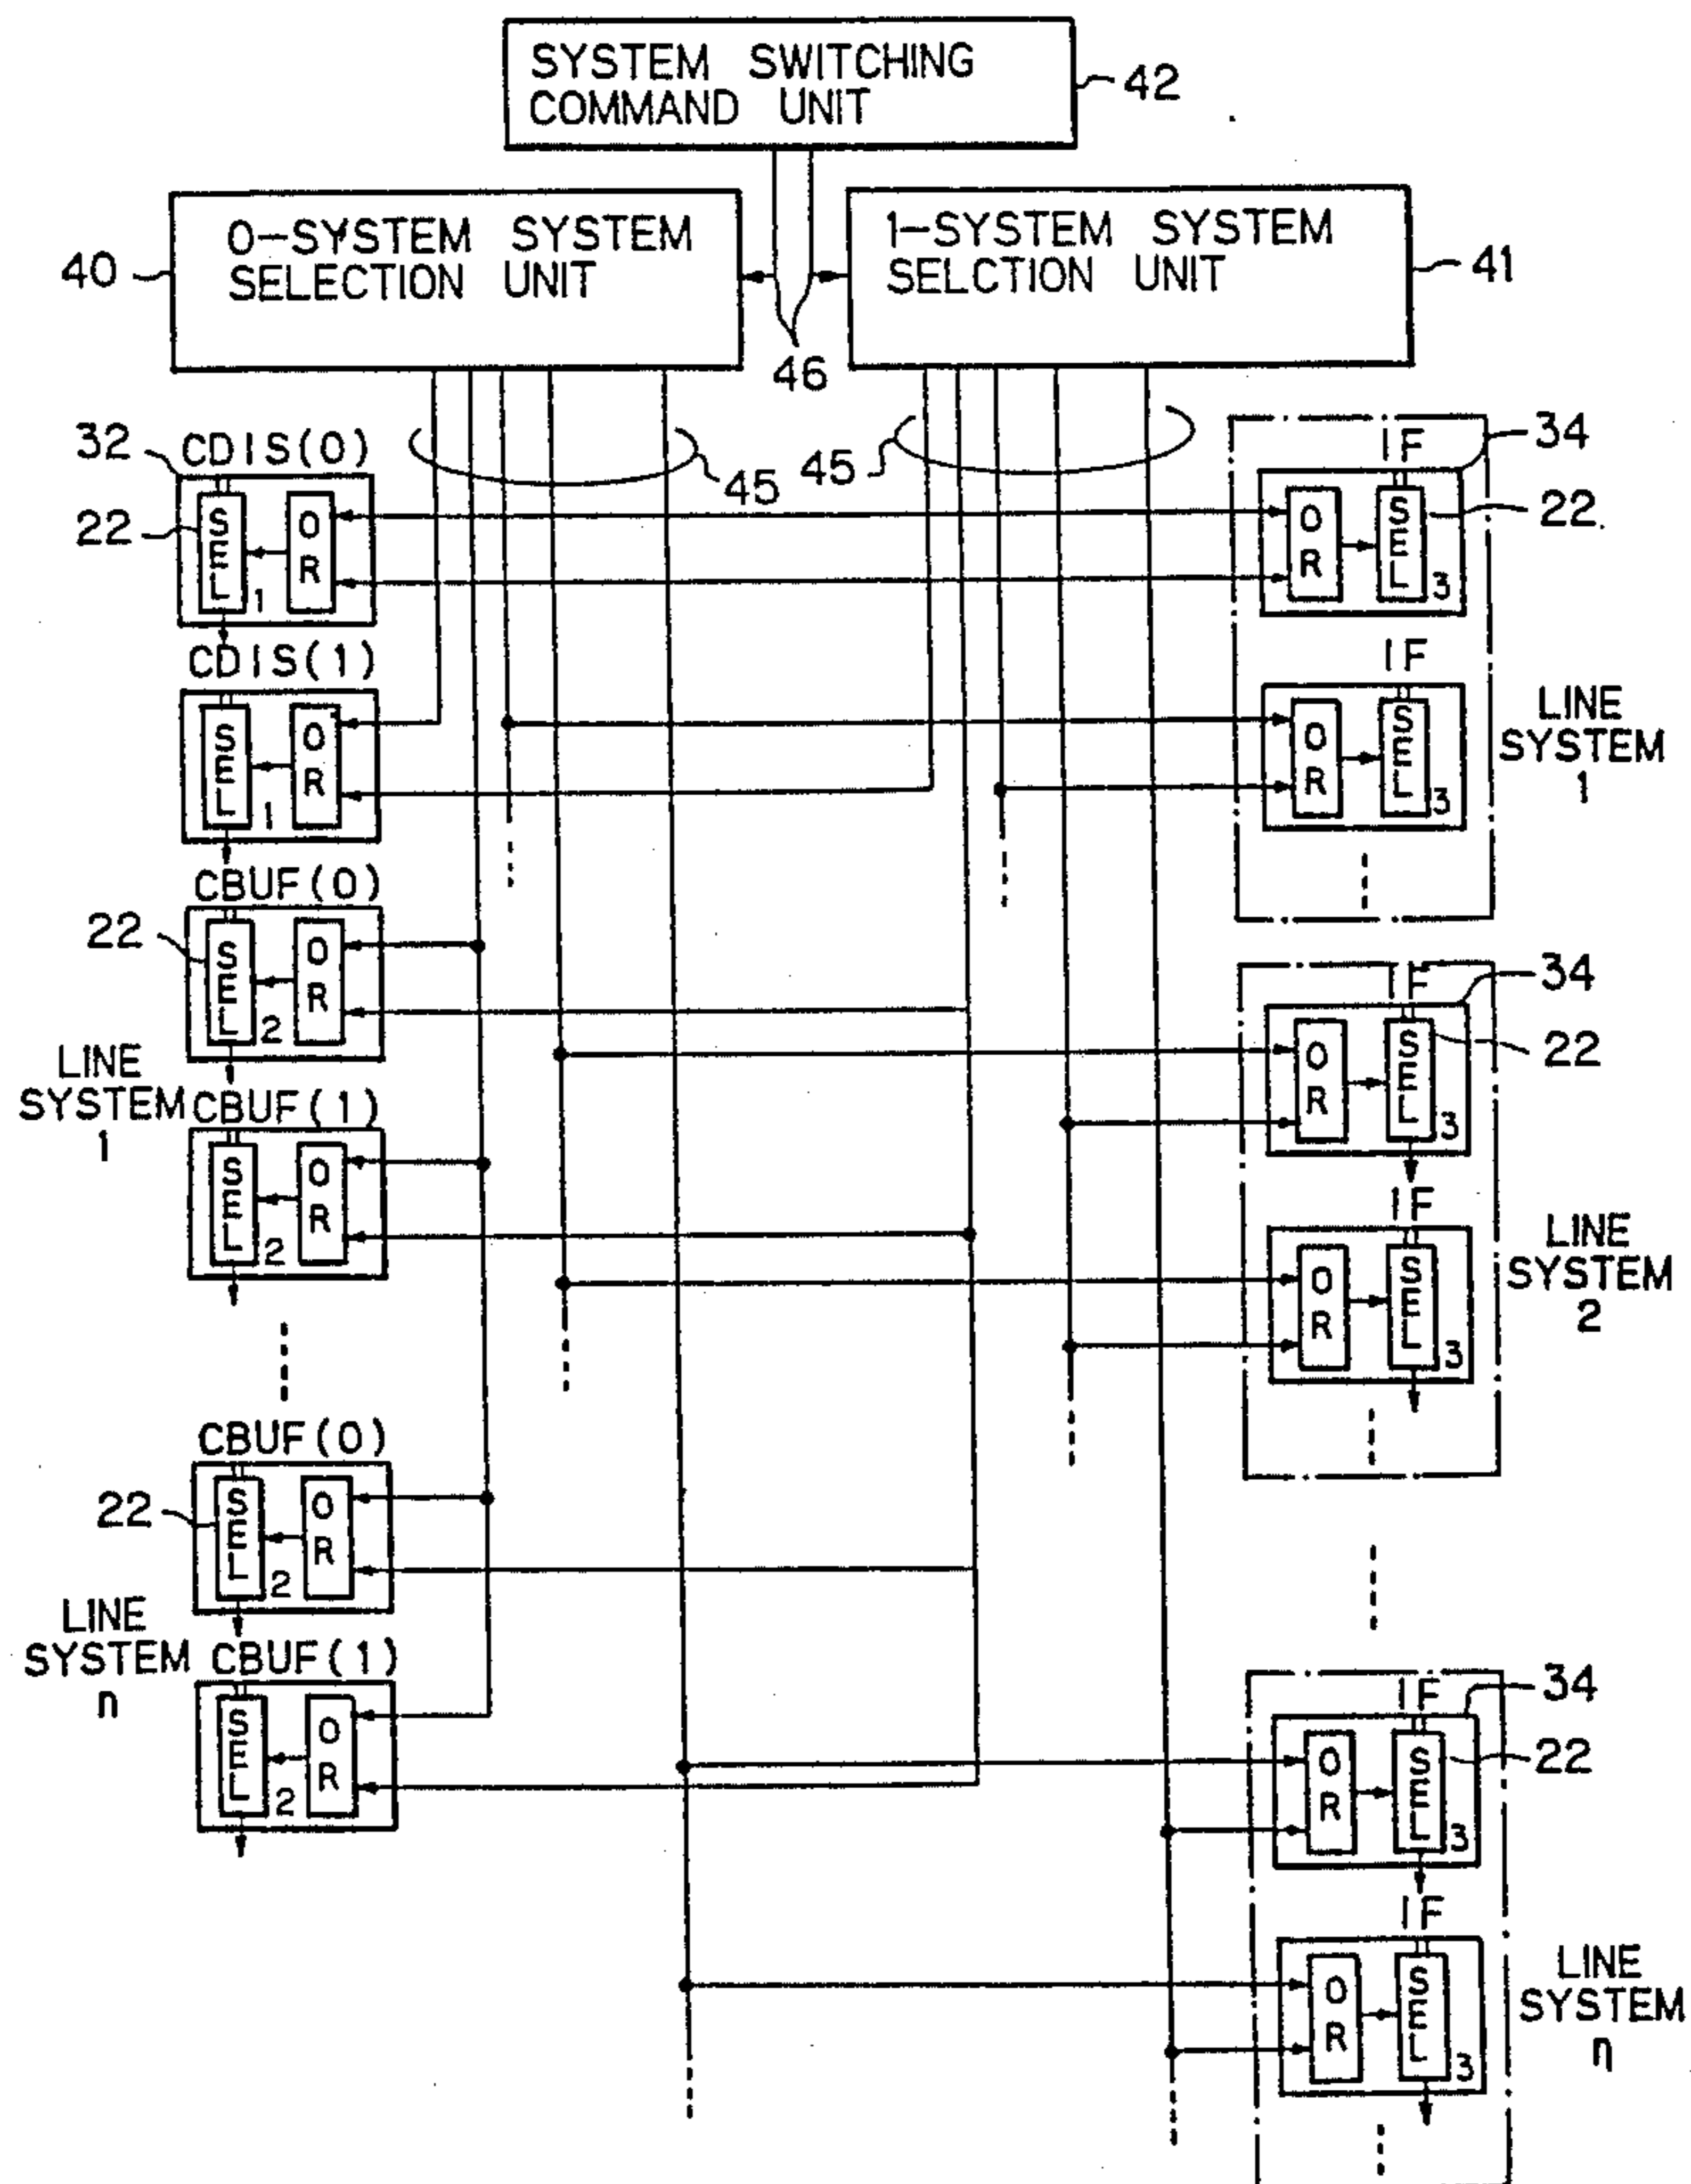 SYSTEM SWITCHING
COMMAND UNIT
42
0-SYSTEM SYSTEM
SELECTION UNIT
40
1-SYSTEM SYSTEM
SELCTION UNIT
41
46
45
45
32
CDIS(0)
22
SEL
1
OR
CDIS(1)
SEL
1
OR
CBUF(0)
22
SEL
2
OR
LINE
SYSTEM
1
CBUF(1)
SEL
2
OR
CBUF(0)
22
SEL
2
OR
LINE
SYSTEM
n
CBUF(1)
SEL
2
OR
IF
34
OR
SEL
3
22
IF
OR
SEL
3
LINE
SYSTEM
1
IF
34
OR
SEL
3
22
IF
OR
SEL
3
LINE
SYSTEM
2
IF
34
OR
SEL
3
22
IF
OR
SEL
3
LINE
SYSTEM
n